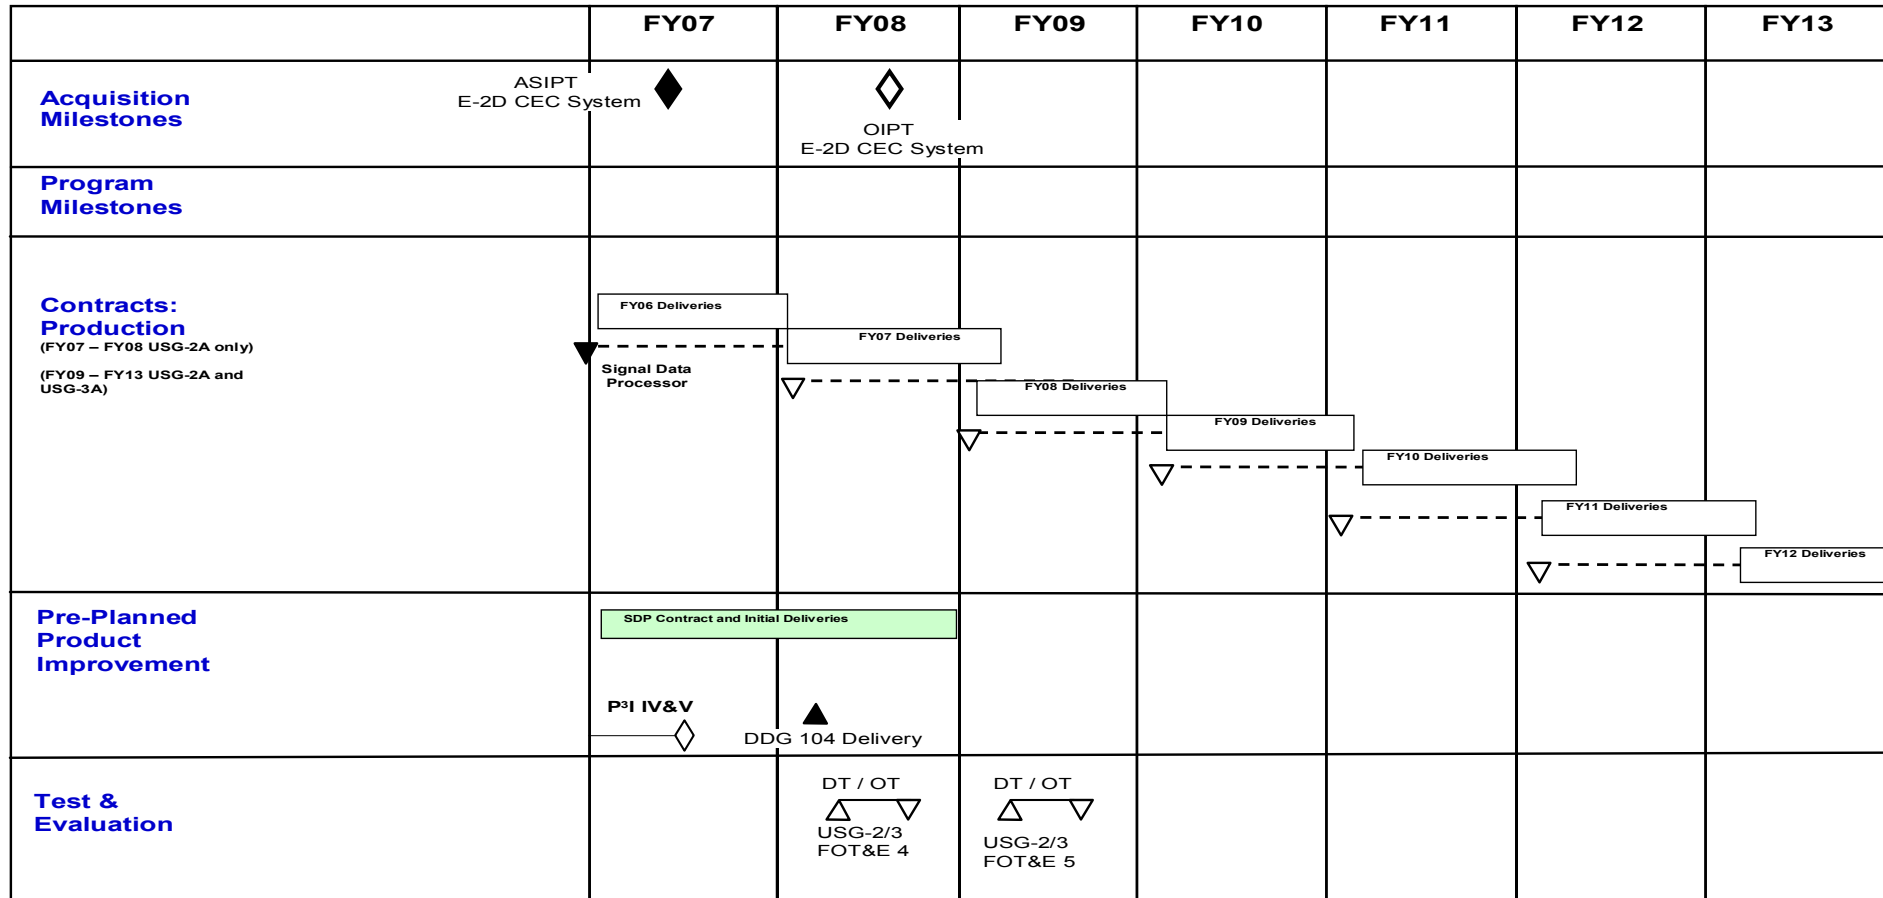 FY07 FY08 FY09 FY10 FY11 FY12 FY13
Acquisition
Milestones
ASIPT
E-2D CEC System
OIPT
E-2D CEC System
Program
Milestones
Contracts:
Production
(FY07 – FY08 USG-2A only)
(FY09 – FY13 USG-2A and
USG-3A)
FY06 Deliveries
FY07 Deliveries
Signal Data
Processor
FY08 Deliveries
FY09 Deliveries
FY10 Deliveries
FY11 Deliveries
FY12 Deliveries
Pre-Planned
Product
Improvement
SDP Contract and Initial Deliveries
P³I IV&V
DDG 104 Delivery
Test &
Evaluation
DT / OT
USG-2/3
FOT&E 4
DT / OT
USG-2/3
FOT&E 5